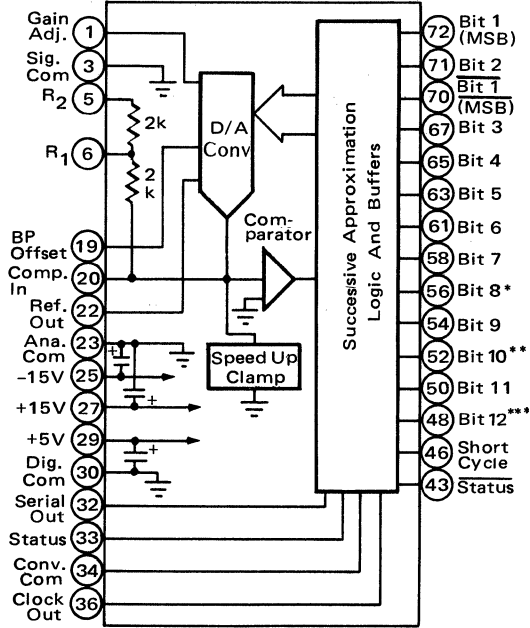 Gain
Adj.
1
Sig.
Com
3
R2
5
R1
6
2k
2
k
D/A
Conv
BP
Offset
19
Comp.
In
20
Ref.
Out
22
Ana.
Com
23
-15V
25
+
+15V
27
+
+5V
29
+
Dig.
Com
30
Serial
Out
32
Status
33
Conv.
Com
34
Clock
Out
36
Com-
parator
Speed Up
Clamp
Succesisve Approximation
Logic And Buffers
72
Bit 1
(MSB)
71
Bit 2
70
Bit 1
(MSB)
67
Bit 3
65
Bit 4
63
Bit 5
61
Bit 6
58
Bit 7
56
Bit 8*
54
Bit 9
52
Bit 10**
50
Bit 11
48
Bit 12***
46
Short
Cycle
43
Status